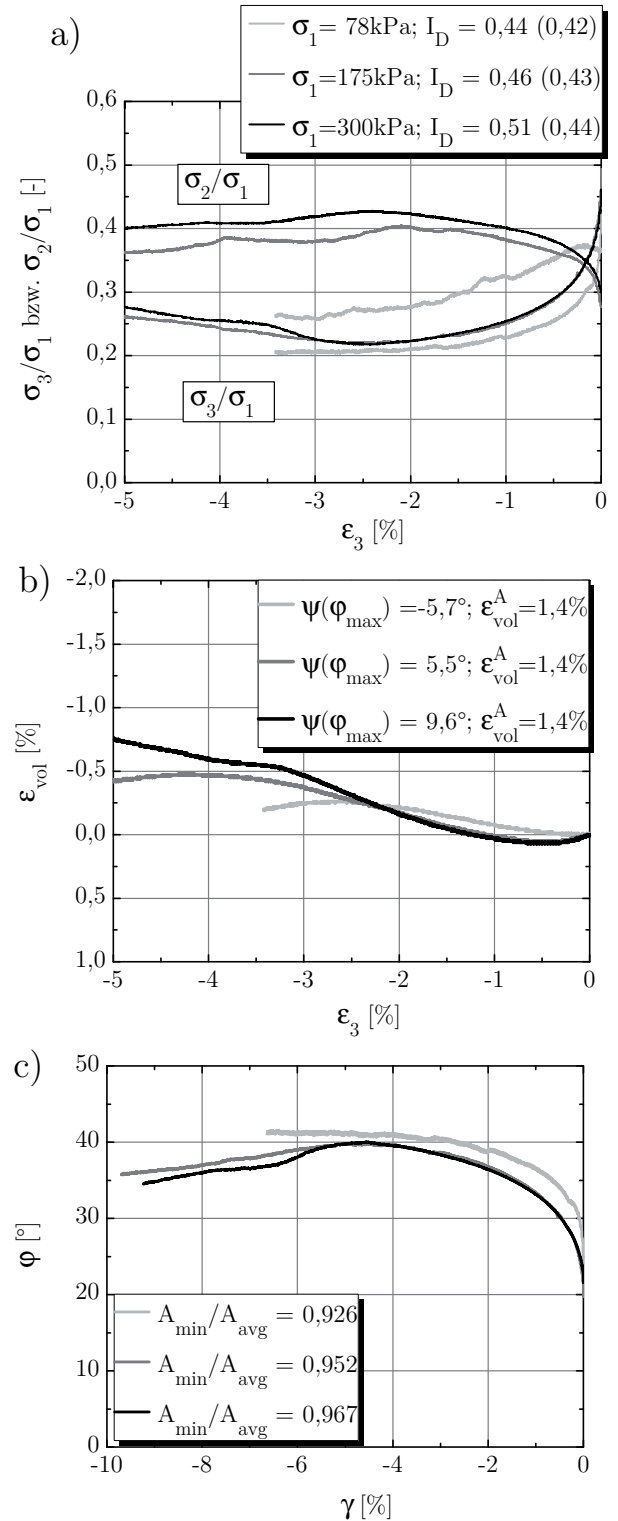 a)
σ1= 78kPa; ID = 0,44 (0,42)
σ1=175kPa; ID = 0,46 (0,43)
σ1=300kPa; ID = 0,51 (0,44)
0,6
0,5
0,4
0,3
0,2
0,1
0,0
σ3/σ1 bzw. σ2/σ1 [-]
σ2/σ1
σ3/σ1
-5 -4 -3 -2 -1 0
ε3 [%]
b)
ψ(φmax) =-5,7°; εAvol=1,4%
ψ(φmax) = 5,5°; εAvol=1,4%
ψ(φmax) = 9,6°; εAvol=1,4%
-2,0
-1,5
-1,0
-0,5
0,0
0,5
1,0
εvol [%]
-5 -4 -3 -2 -1 0
ε3 [%]
c)
50
40
30
20
10
0
φ [°]
Amin/Aavg = 0,926
Amin/Aavg = 0,952
Amin/Aavg = 0,967
-10 -8 -6 -4 -2 0
γ [%]